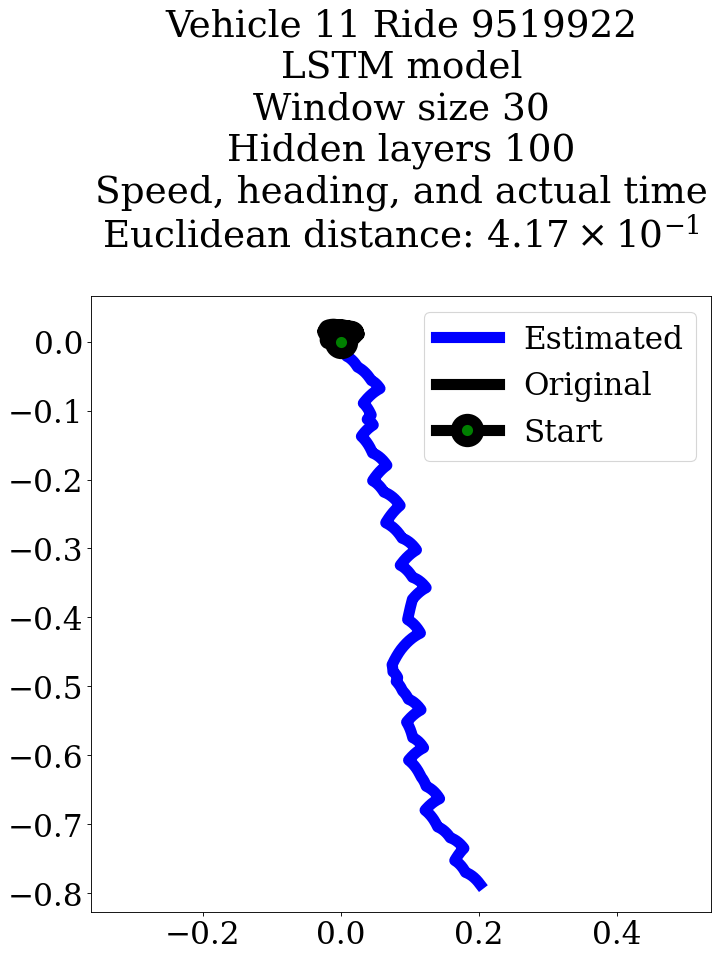 Vehicle 11 Ride 9519922
LSTM model
Window size 30
Hidden layers 100
Speed, heading, and actual time
Euclidean distance: 4.17 × 10⁻¹
Estimated
Original
Start
0.0
−0.1
−0.2
−0.3
−0.4
−0.5
−0.6
−0.7
−0.8
−0.2 0.0 0.2 0.4